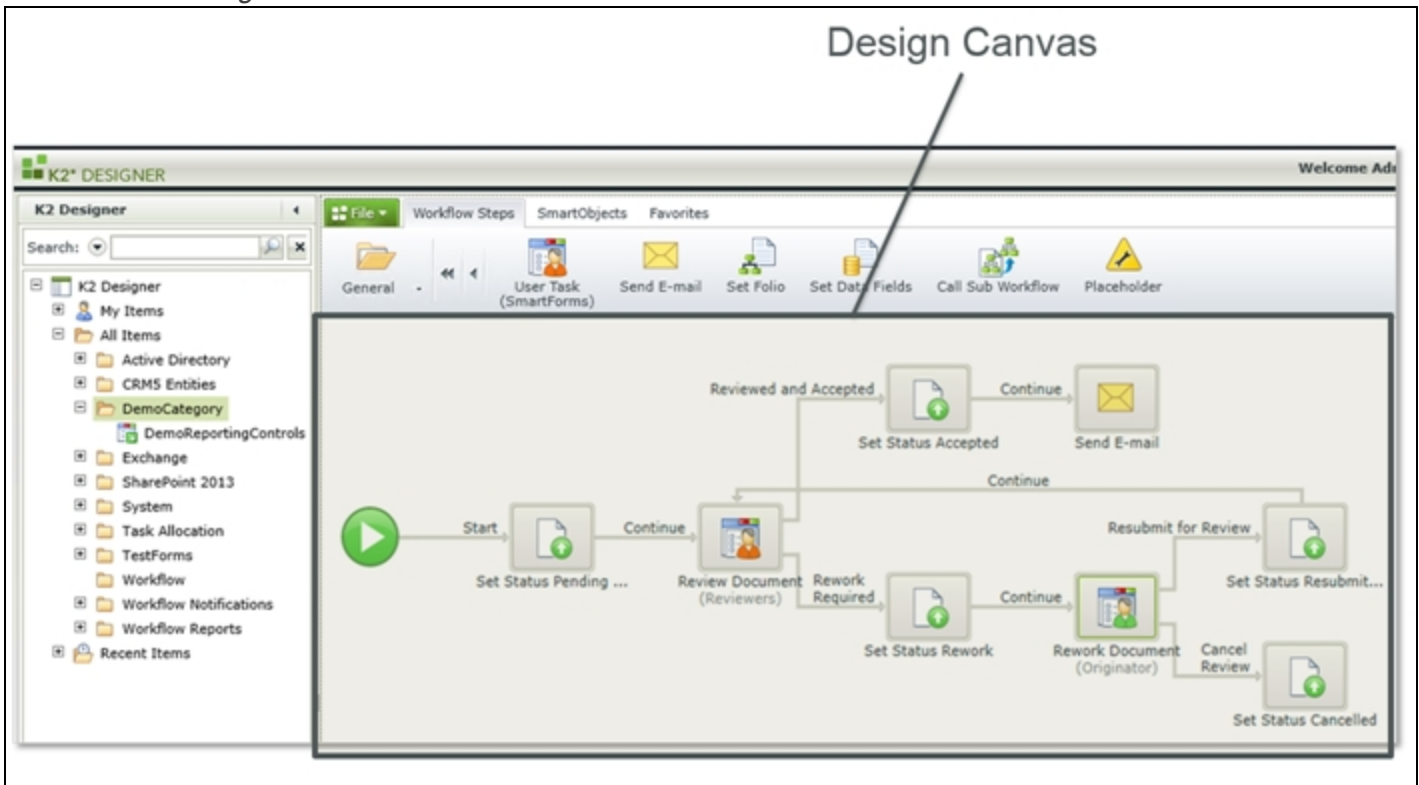 Design Canvas
K2* DESIGNER
Welcome Adm
K2 Designer
File
Workflow Steps
SmartObjects
Favorites
Search:
General
User Task
(SmartForms)
Send E-mail
Set Folio
Set Data Fields
Call Sub Workflow
Placeholder
K2 Designer
My Items
All Items
Active Directory
CRM5 Entities
DemoCategory
DemoReportingControls
Exchange
SharePoint 2013
System
Task Allocation
TestForms
Workflow
Workflow Notifications
Workflow Reports
Recent Items
Reviewed and Accepted
Continue
Set Status Accepted
Send E-mail
Continue
Start
Continue
Resubmit for Review
Set Status Pending ...
Review Document
(Reviewers)
Rework
Required
Continue
Set Status Resubmit...
Set Status Rework
Rework Document
(Originator)
Cancel
Review
Set Status Cancelled